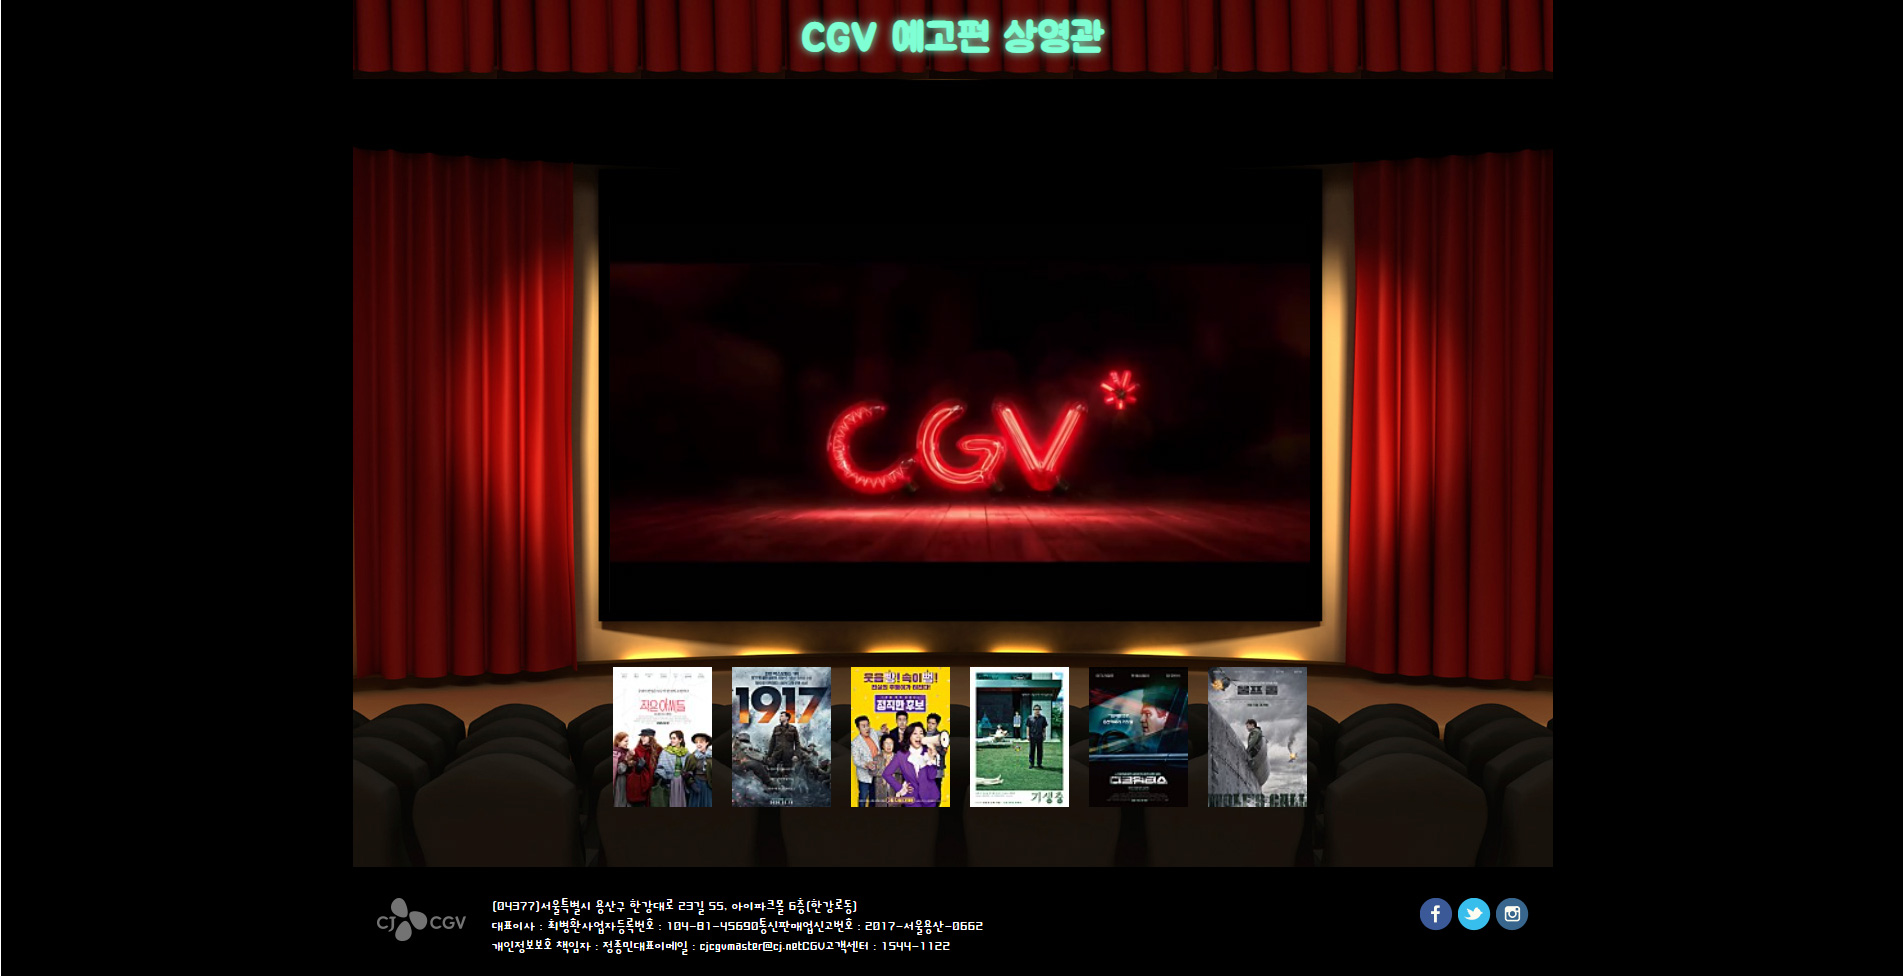 CGV 예고편 상영관
CGV
작은 아씨들
1917
웃음빵! 속이뻥!
정직한 후보
기생충
울프 콜
CJ CGV
(04377)서울특별시 용산구 한강대로 23길 55, 아이파크몰 6층(한강로동)
대표이사 : 최병환사업자등록번호 : 104-81-45690통신판매업신고번호 : 2017-서울용산-0662
개인정보보호 책임자 : 정종민대표이메일 : cjcgvmaster@cj.netCGV고객센터 : 1544-1122